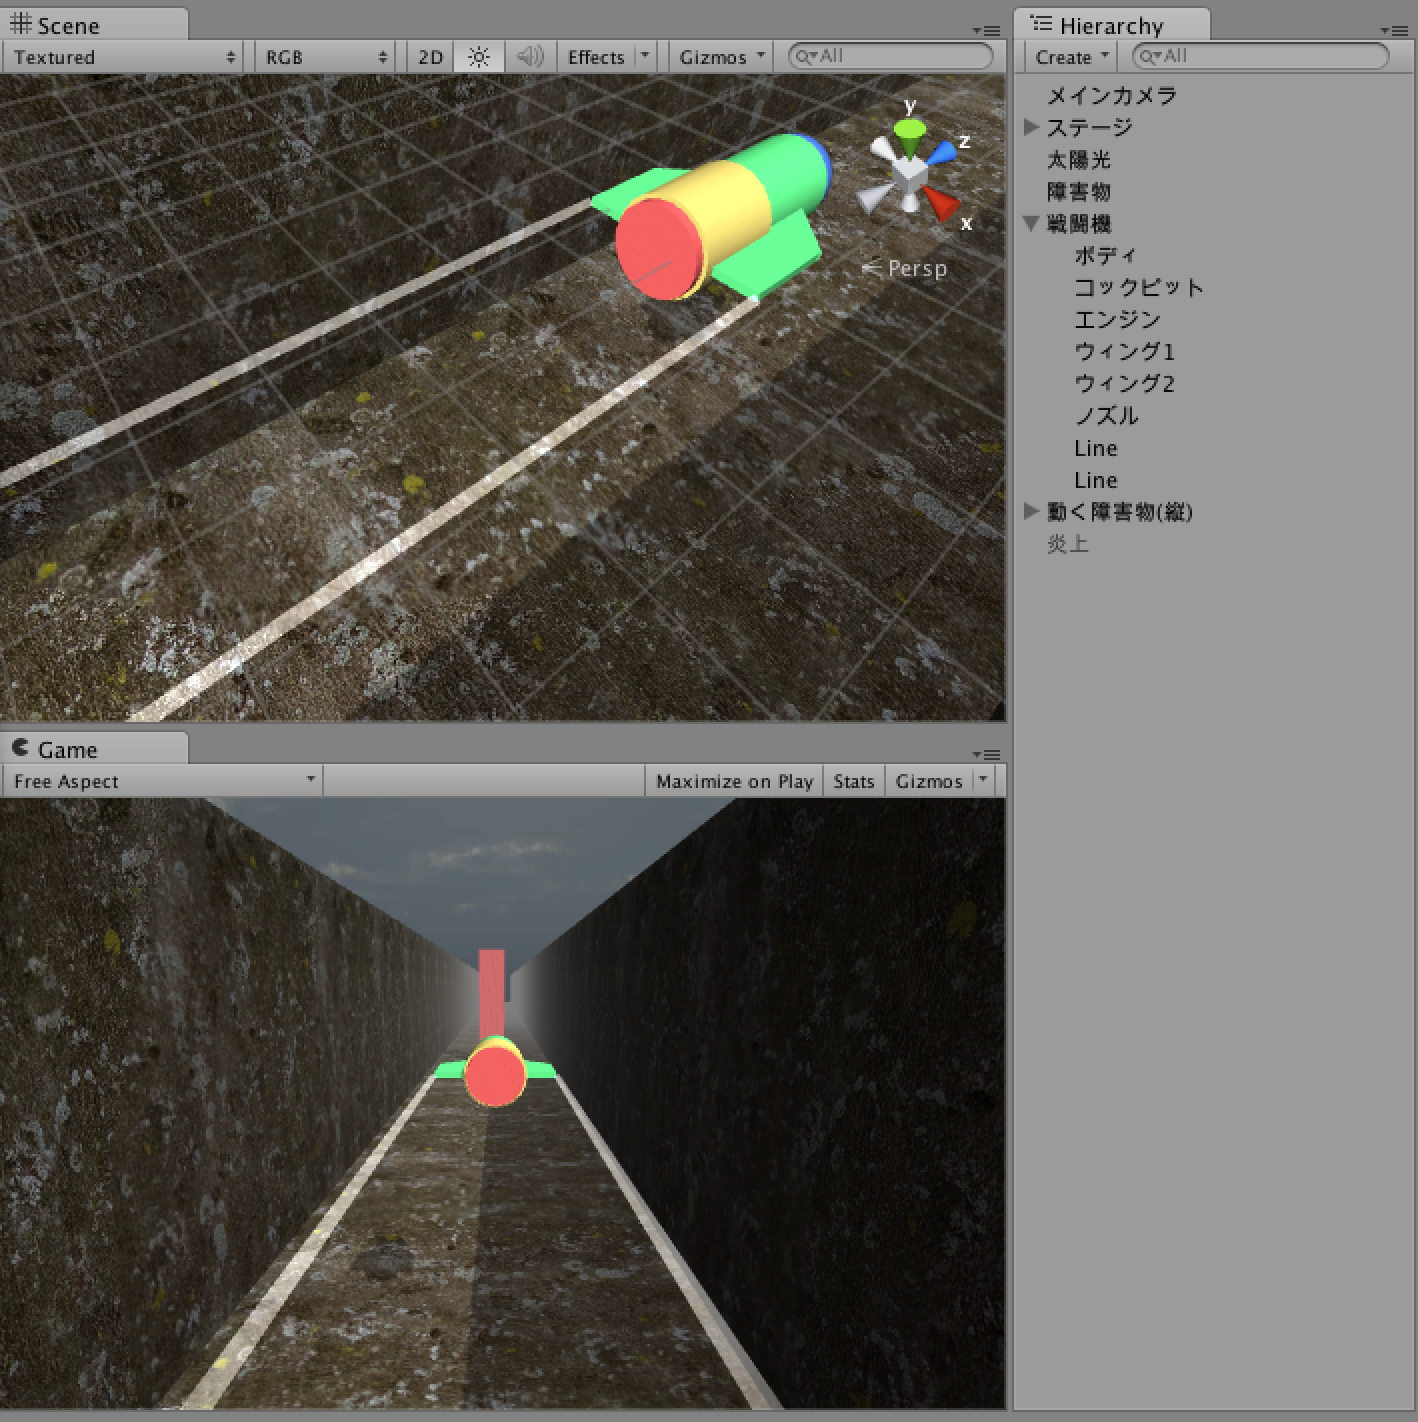 Scene
Textured RGB 2D Effects Gizmos All
y
z
x
Persp
Game
Free Aspect Maximize on Play Stats Gizmos
Hierarchy
Create All
メインカメラ
ステージ
太陽光
障害物
戦闘機
ボディ
コックピット
エンジン
ウィング1
ウィング2
ノズル
Line
Line
動く障害物(縦)
炎上